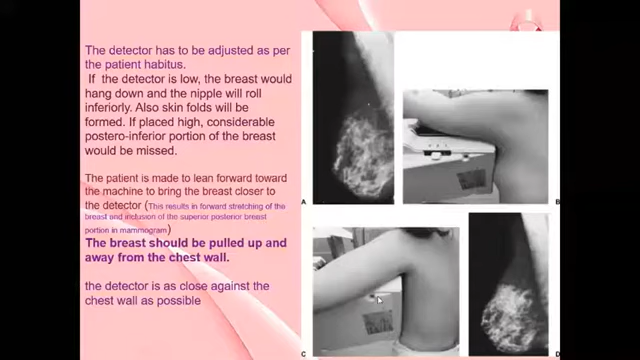 The detector has to be adjusted as per
the patient habitus.
If the detector is low, the breast would
hang down and the nipple will roll
inferiorly. Also skin folds will be
formed. If placed high, considerable
postero-inferior portion of the breast
would be missed.
The patient is made to lean forward toward
the machine to bring the breast closer to
the detector (This results in forward stretching of the
breast and inclusion of the superior posterior breast
portion in mammogram)
The breast should be pulled up and
away from the chest wall.
the detector is as close against the
chest wall as possible
A
B
C
D